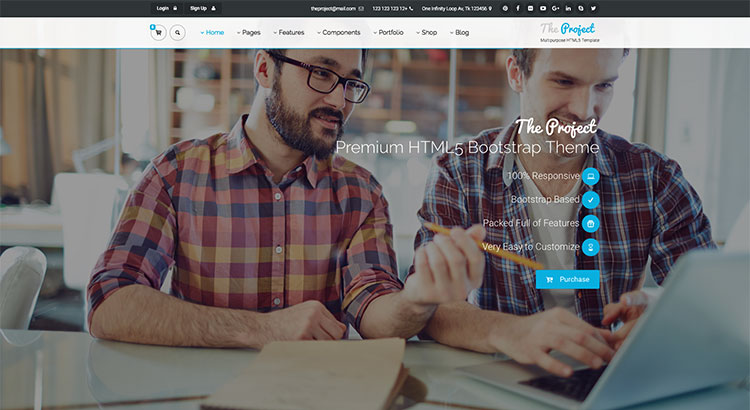 Login Sign Up theproject@mail.com 123 123 123 12+ One Infinity Loop Av, Tk 123456
0 Home Pages Features Components Portfolio Shop Blog The Project
Multipurpose HTML5 Template
The Project
Premium HTML5 Bootstrap Theme
100% Responsive
Bootstrap Based
Packed Full of Features
Very Easy to Customize
Purchase